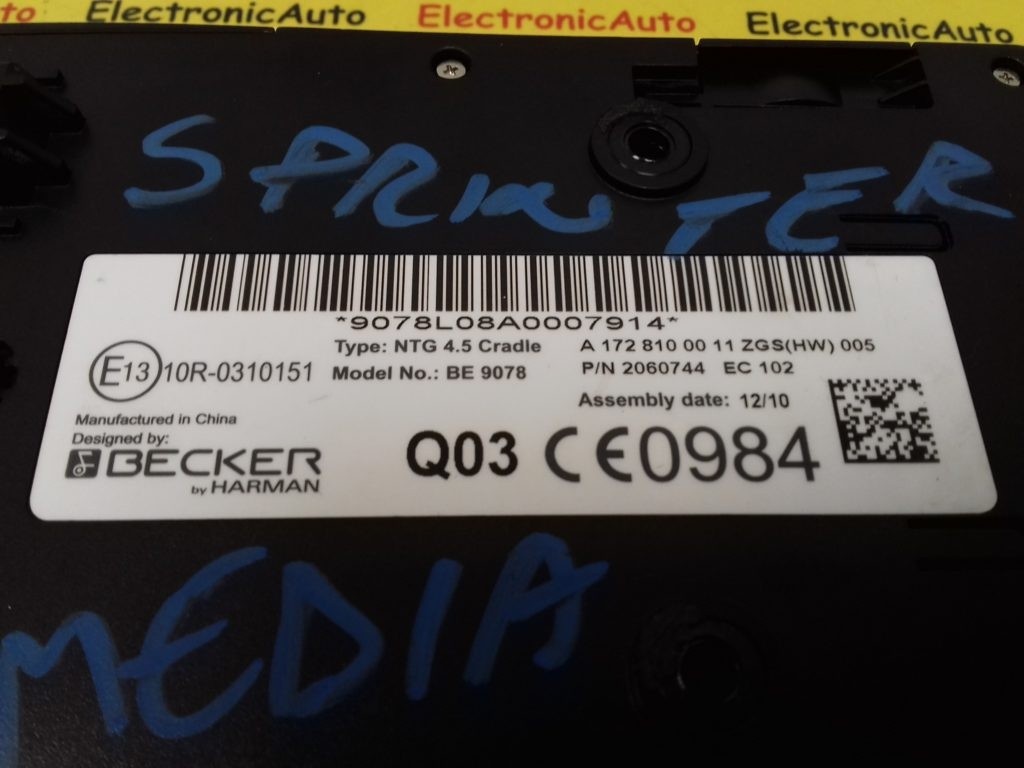 to ElectronicAuto ElectronicAuto ElectronicAuto
SPRINTER
*9078L08A0007914*
Type: NTG 4.5 Cradle A 172 810 00 11 ZGS(HW) 005
E13 10R-0310151 Model No.: BE 9078 P/N 2060744 EC 102
Assembly date: 12/10
Manufactured in China
Designed by:
BECKER
by HARMAN
Q03 CE0984
MEDIA